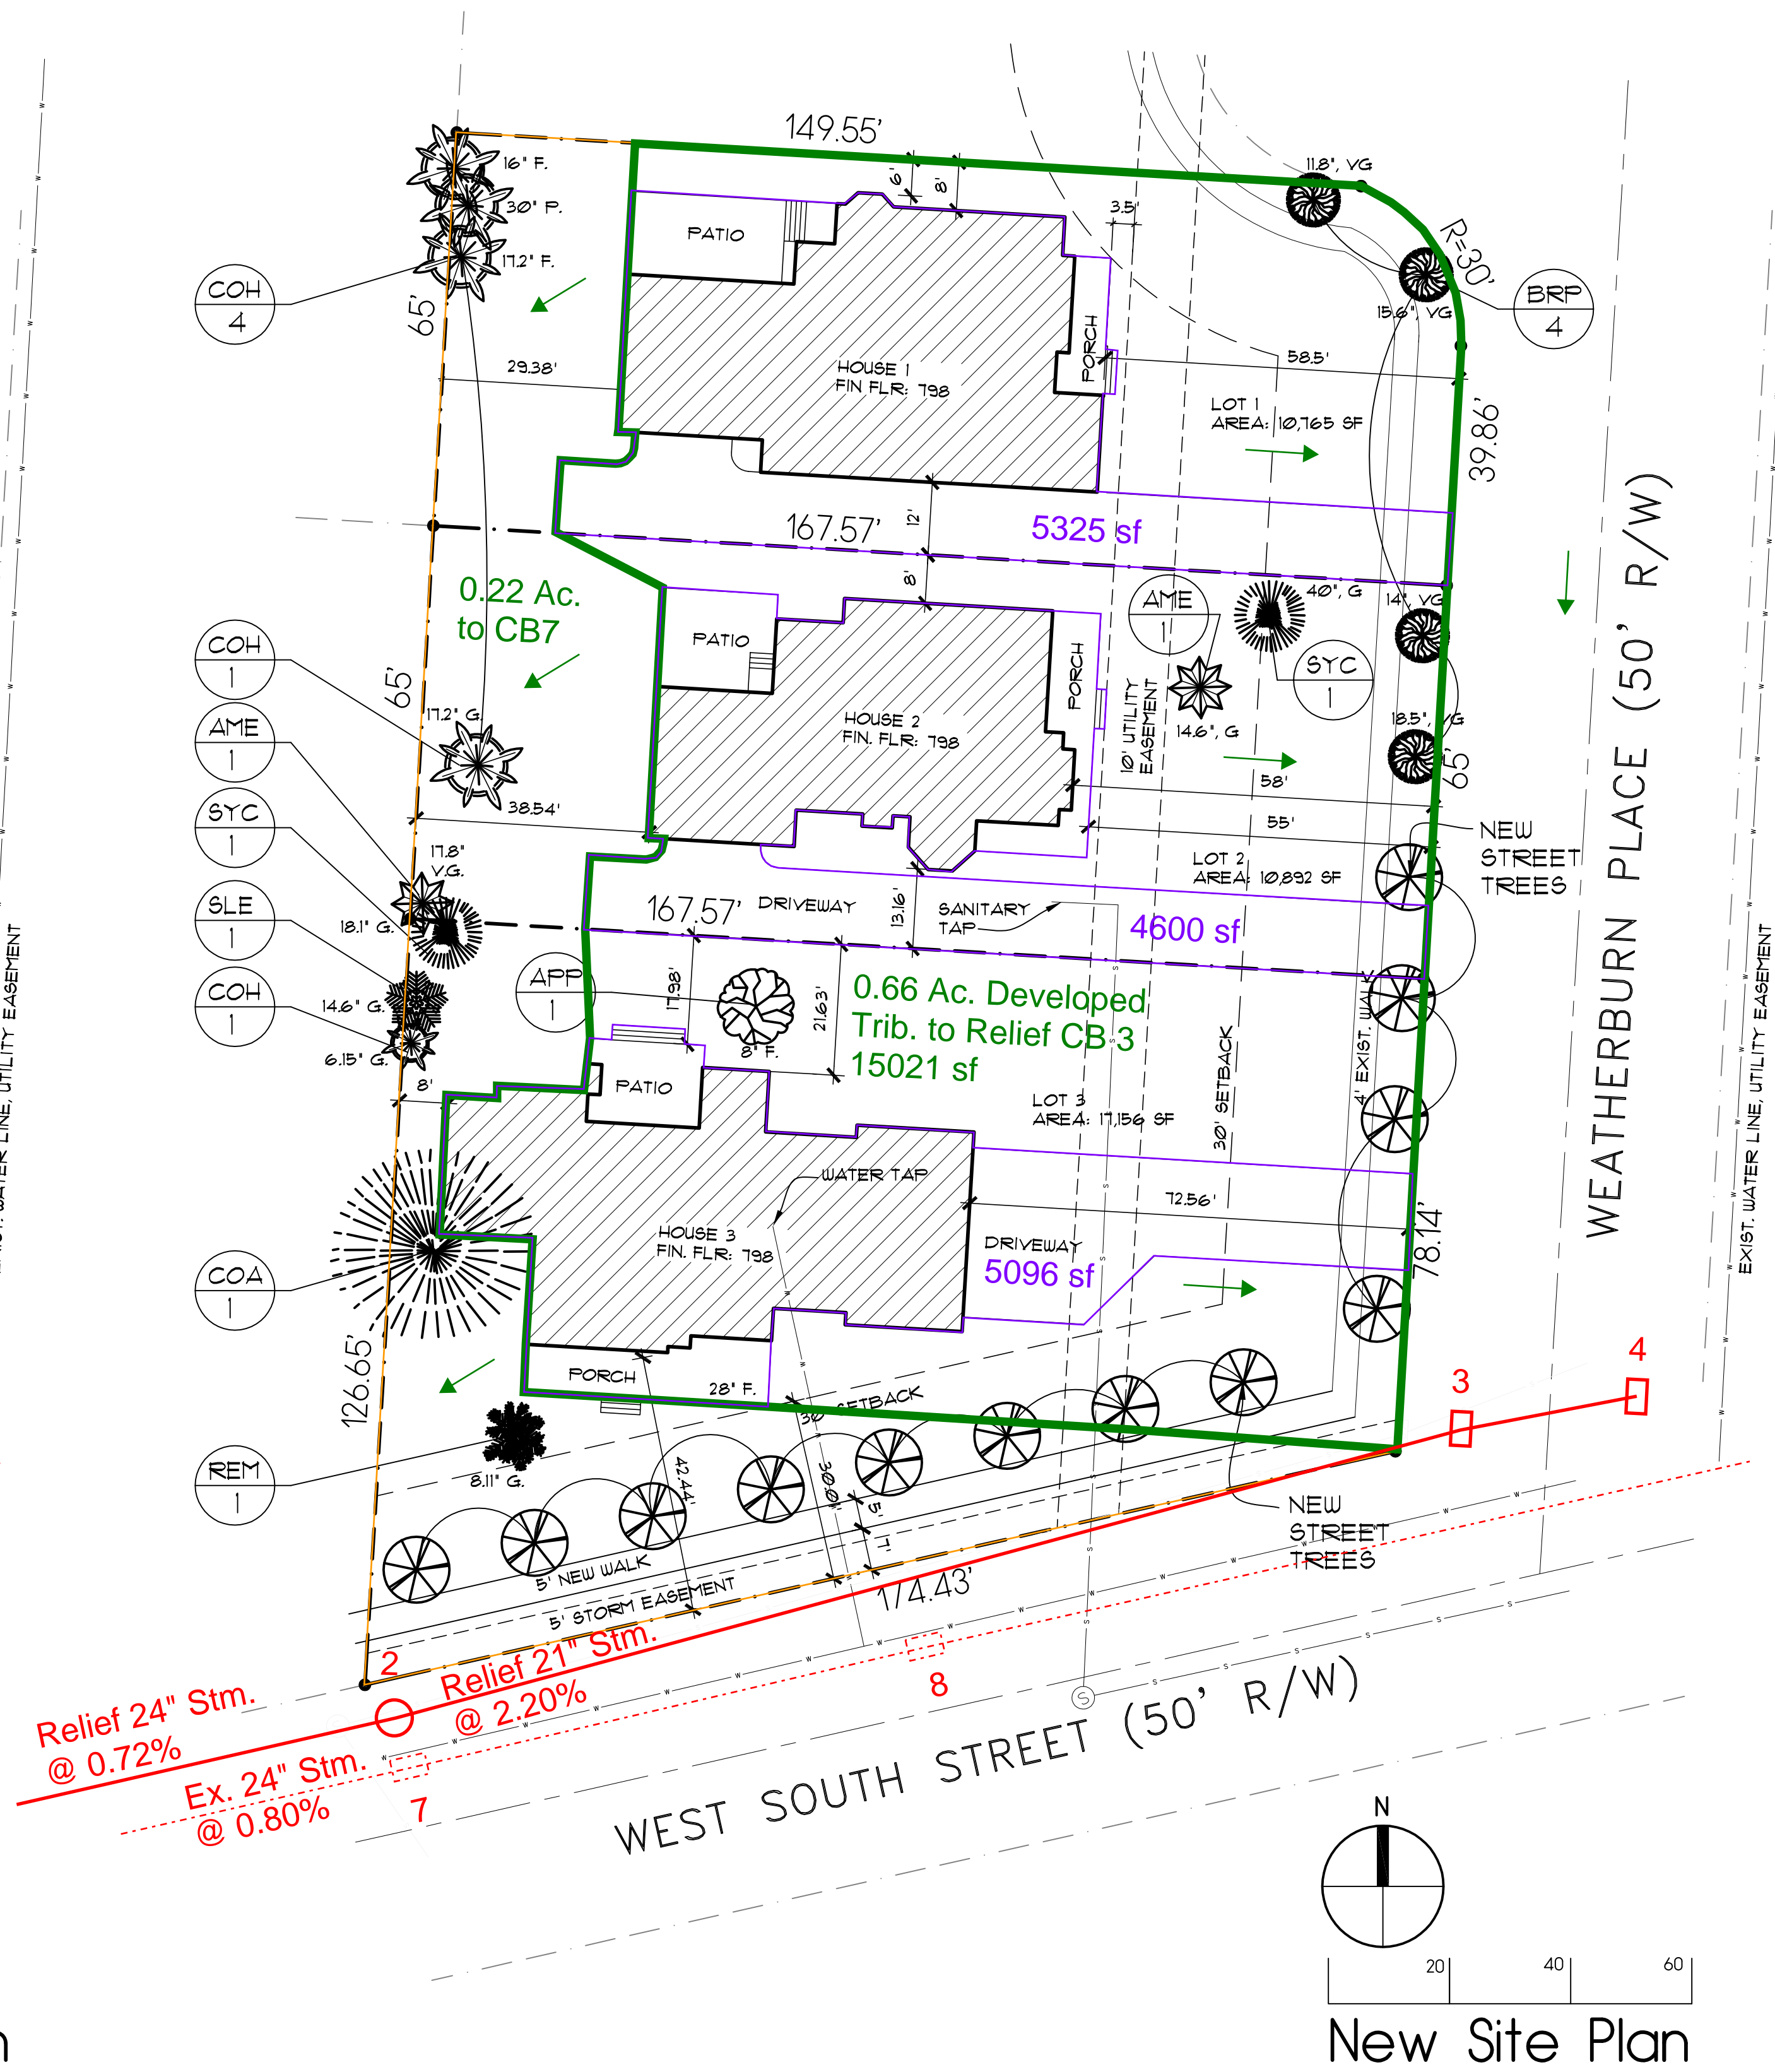 149.55'
16" F.
30" P.
17.2" F.
COH
4
65'
29.38'
PATIO
6'
8'
3.5'
11.8", VG
R=30'
15.6", VG
BRP
4
PORCH
58.5'
HOUSE 1
FIN FLR: 798
LOT 1
AREA: 10,765 SF
39.86'
12'
167.57'
5325 sf
8'
0.22 Ac.
to CB7
COH
1
AME
1
SYC
1
SLE
1
COH
1
65'
17.2" G.
38.54'
PATIO
HOUSE 2
FIN. FLR: 798
PORCH
10' UTILITY
EASEMENT
AME
1
14.6", G
40", G
SYC
1
14", VG
18.5", VG
65'
58'
55'
NEW
STREET
TREES
LOT 2
AREA: 10,892 SF
WEATHERBURN PLACE (50' R/W)
17.8"
V.G.
18.1" G.
14.6" G.
6.15" G.
8'
167.57'
DRIVEWAY
13.16'
SANITARY
TAP
4600 sf
APP
1
17.98'
21.63'
8" F.
0.66 Ac. Developed
Trib. to Relief CB 3
15021 sf
PATIO
LOT 3
AREA: 17,156 SF
30' SETBACK
4' EXIST. WALK
EXIST. WATER LINE, UTILITY EASEMENT
WATER LINE, UTILITY EASEMENT
WATER TAP
72.56'
78.14'
HOUSE 3
FIN. FLR: 798
DRIVEWAY
5096 sf
COA
1
126.65'
PORCH
28" F.
30' SETBACK
REM
1
8.11" G.
42.44'
30.01'
5'
7'
5' NEW WALK
5' STORM EASEMENT
174.43'
NEW
STREET
TREES
3
4
2
Relief 21" Stm.
@ 2.20%
Relief 24" Stm.
@ 0.72%
Ex. 24" Stm.
@ 0.80%
7
8
S
WEST SOUTH STREET (50' R/W)
N
20
40
60
New Site Plan